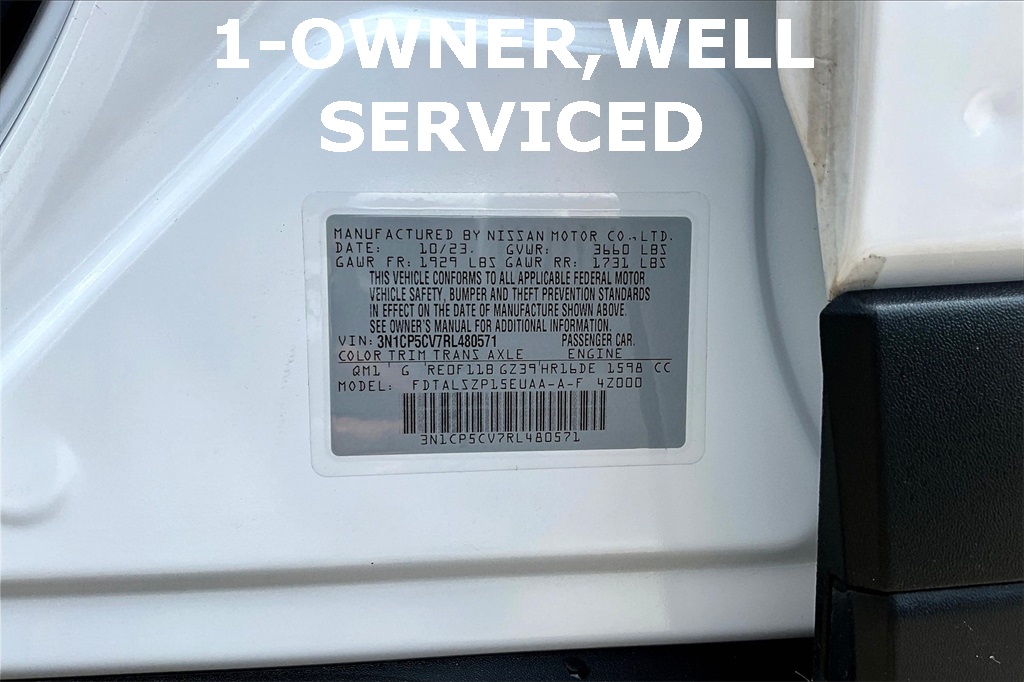 1-OWNER,WELL
SERVICED
MANUFACTURED BY NISSAN MOTOR CO.,LTD.
DATE: 10/23. GVWR: 3660 LBS
GAWR FR: 1929 LBS GAWR RR: 1731 LBS
THIS VEHICLE CONFORMS TO ALL APPLICABLE FEDERAL MOTOR
VEHICLE SAFETY, BUMPER AND THEFT PREVENTION STANDARDS
IN EFFECT ON THE DATE OF MANUFACTURE SHOWN ABOVE.
SEE OWNER'S MANUAL FOR ADDITIONAL INFORMATION.
VIN: 3N1CP5CV7RL480571 PASSENGER CAR.
COLOR TRIM TRANS AXLE ENGINE
QM1 G RE0F11B GZ39 HR16DE 1598 CC
MODEL: FDTALSZP15EUAA-A-F 4Z000
3N1CP5CV7RL480571